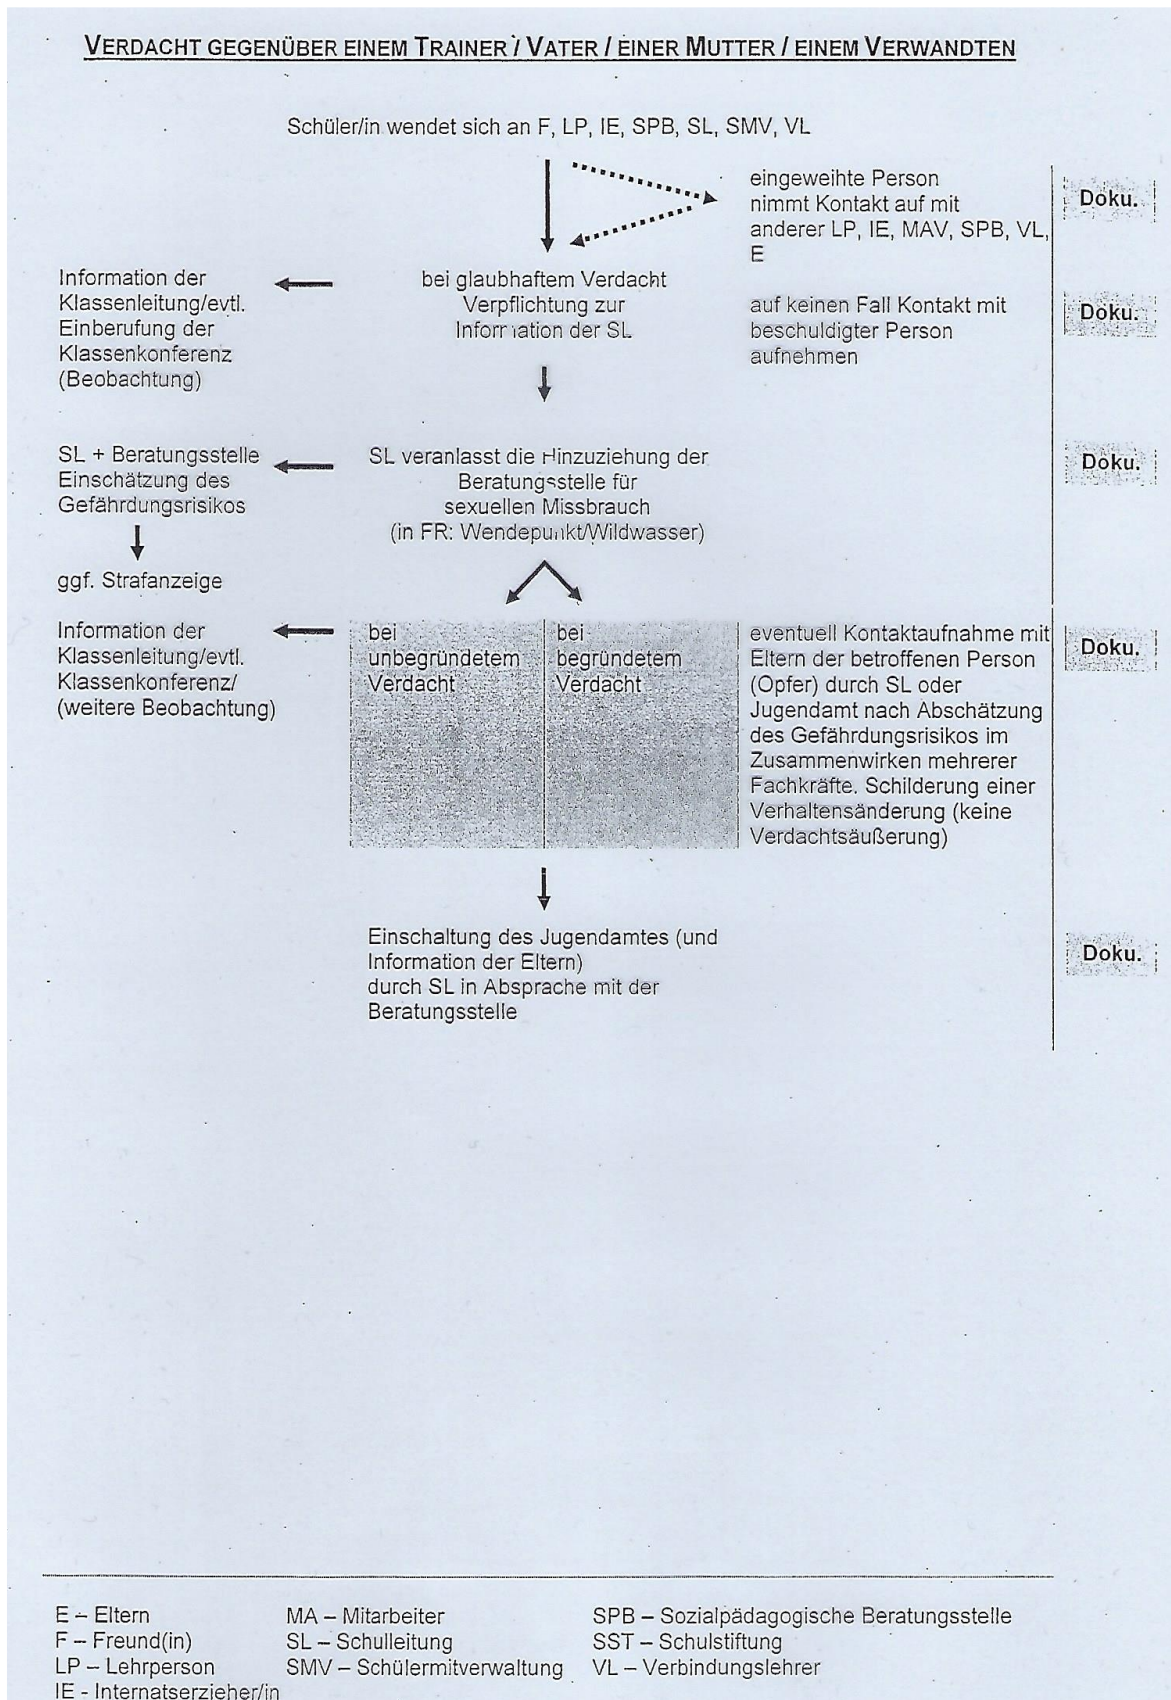 VERDACHT GEGENÜBER EINEM TRAINER / VATER / EINER MUTTER / EINEM VERWANDTEN
Schüler/in wendet sich an F, LP, IE, SPB, SL, SMV, VL
eingeweihte Person
nimmt Kontakt auf mit
anderer LP, IE, MAV, SPB, VL,
E
Doku.
Information der
Klassenleitung/evtl.
Einberufung der
Klassenkonferenz
(Beobachtung)
bei glaubhaftem Verdacht
Verpflichtung zur
Information der SL
auf keinen Fall Kontakt mit
beschuldigter Person
aufnehmen
Doku.
SL + Beratungsstelle
Einschätzung des
Gefährdungsrisikos
ggf. Strafanzeige
SL veranlasst die Hinzuziehung der
Beratungsstelle für
sexuellen Missbrauch
(in FR: Wendepunkt/Wildwasser)
Doku.
Information der
Klassenleitung/evtl.
Klassenkonferenz/
(weitere Beobachtung)
bei
unbegründetem
Verdacht
bei
begründetem
Verdacht
eventuell Kontaktaufnahme mit
Eltern der betroffenen Person
(Opfer) durch SL oder
Jugendamt nach Abschätzung
des Gefährdungsrisikos im
Zusammenwirken mehrerer
Fachkräfte. Schilderung einer
Verhaltensänderung (keine
Verdachtsäußerung)
Doku.
Einschaltung des Jugendamtes (und
Information der Eltern)
durch SL in Absprache mit der
Beratungsstelle
Doku.
E – Eltern
F – Freund(in)
LP – Lehrperson
IE - Internatserzieher/in
MA – Mitarbeiter
SL – Schulleitung
SMV – Schülermitverwaltung
SPB – Sozialpädagogische Beratungsstelle
SST – Schulstiftung
VL – Verbindungslehrer